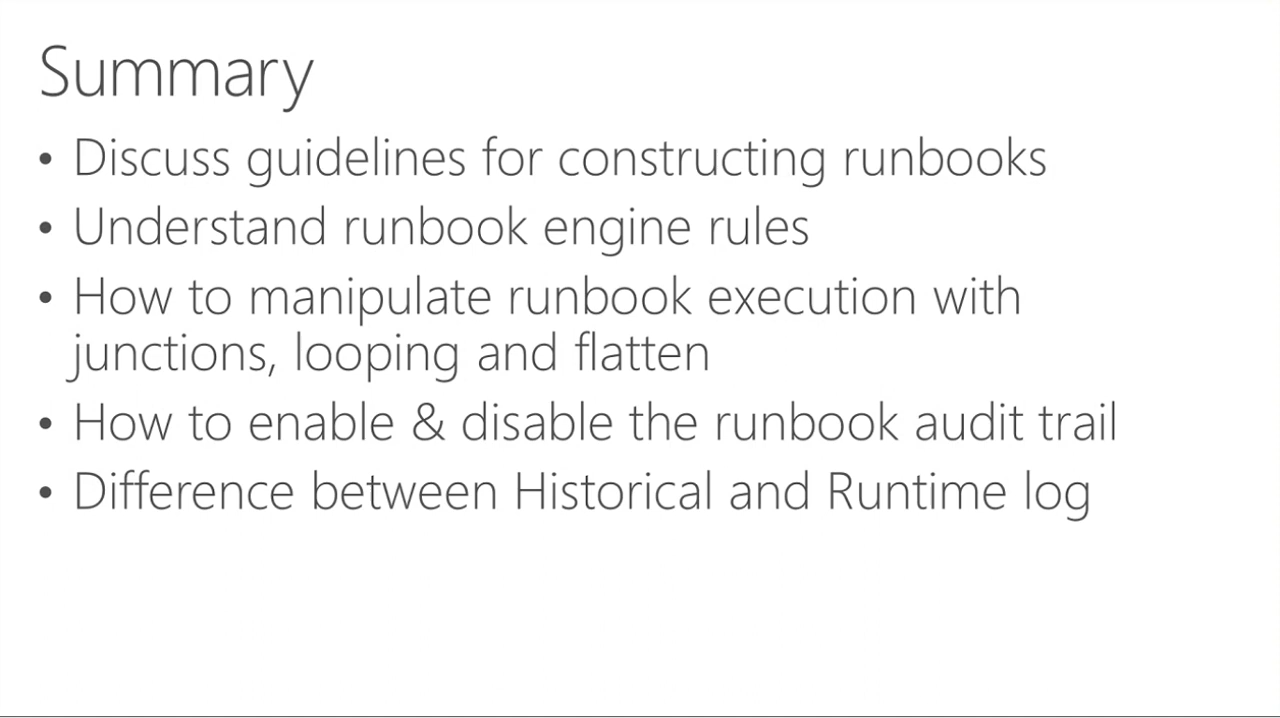 Summary
• Discuss guidelines for constructing runbooks
• Understand runbook engine rules
• How to manipulate runbook execution with
junctions, looping and flatten
• How to enable & disable the runbook audit trail
• Difference between Historical and Runtime log